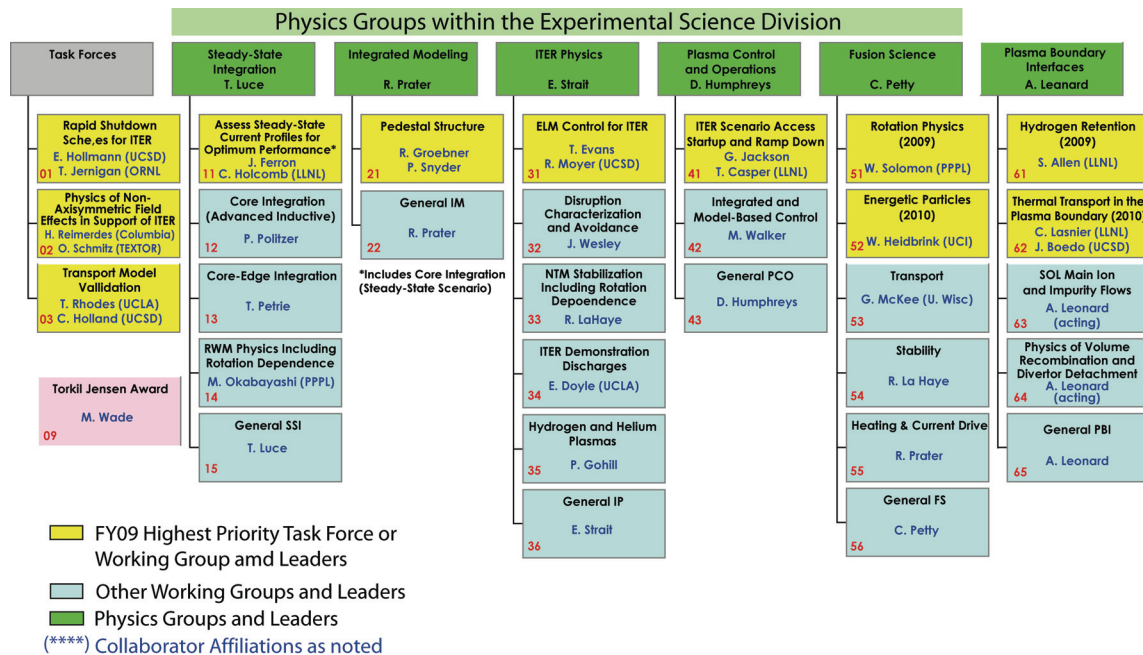 Physics Groups within the Experimental Science Division
Task Forces
Rapid Shutdown
Sche,es for ITER
E. Hollmann (UCSD)
01 T. Jernigan (ORNL)
Physics of Non-
Axisymmetric Field
Effects in Support of ITER
H. Reimerdes (Columbia)
02 O. Schmitz (TEXTOR)
Transport Model
Vallidation
T. Rhodes (UCLA)
03 C. Holland (UCSD)
Torkil Jensen Award
M. Wade
09
Steady-State
Integration
T. Luce
Assess Steady-State
Current Profiles for
Optimum Performance*
J. Ferron
11 C. Holcomb (LLNL)
Core Integration
(Advanced Inductive)
P. Politzer
12
Core-Edge Integration
T. Petrie
13
RWM Physics Including
Rotation Dependence
M. Okabayashi (PPPL)
14
General SSI
T. Luce
15
Integrated Modeling
R. Prater
Pedestal Structure
R. Groebner
P. Snyder
21
General IM
R. Prater
22
*Includes Core Integration
(Steady-State Scenario)
ITER Physics
E. Strait
ELM Control for ITER
T. Evans
R. Moyer (UCSD)
31
Disruption
Characterization
and Avoidance
J. Wesley
32
NTM Stabilization
Including Rotation
Depoendence
R. LaHaye
33
ITER Demonstration
Discharges
E. Doyle (UCLA)
34
Hydrogen and Helium
Plasmas
P. Gohill
35
General IP
E. Strait
36
Plasma Control
and Operations
D. Humphreys
ITER Scenario Access
Startup and Ramp Down
G. Jackson
T. Casper (LLNL)
41
Integrated and
Model-Based Control
M. Walker
42
General PCO
D. Humphreys
43
Fusion Science
C. Petty
Rotation Physics
(2009)
51 W. Solomon (PPPL)
Energetic Particles
(2010)
52 W. Heidbrink (UCI)
Transport
G. McKee (U. Wisc)
53
Stability
R. La Haye
54
Heating & Current Drive
R. Prater
55
General FS
C. Petty
56
Plasma Boundary
Interfaces
A. Leanard
Hydrogen Retention
(2009)
S. Allen (LLNL)
61
Thermal Transport in the
Plasma Boundary (2010)
C. Lasnier (LLNL)
62 J. Boedo (UCSD)
SOL Main Ion
and Impurity Flows
A. Leonard
63 (acting)
Physics of Volume
Recombination and
Divertor Detachment
A. Leonard
64 (acting)
General PBI
A. Leonard
65
FY09 Highest Priority Task Force or
Working Group amd Leaders
Other Working Groups and Leaders
Physics Groups and Leaders
(****) Collaborator Affiliations as noted